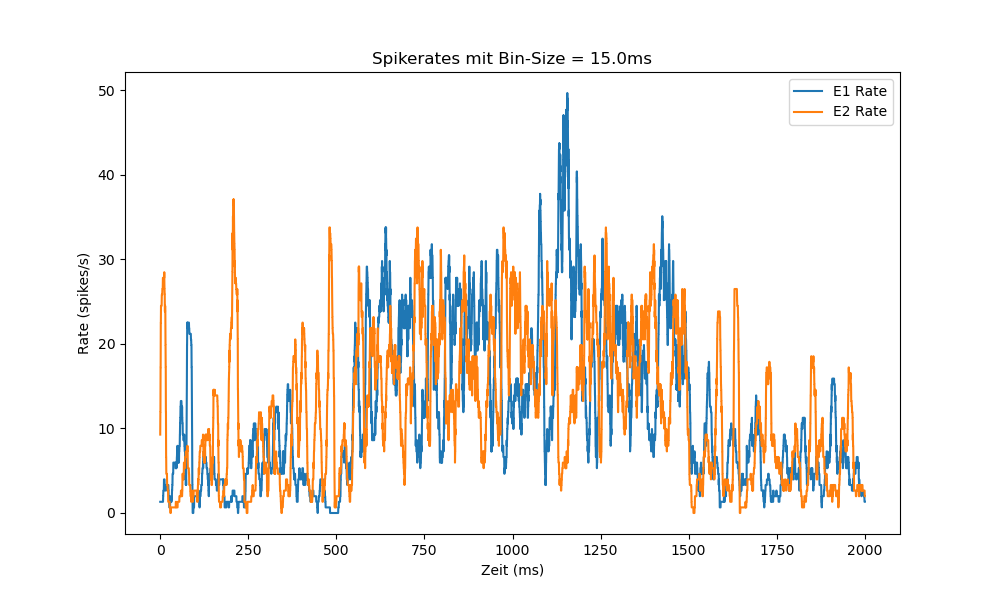 Spikerates mit Bin-Size = 15.0ms
E1 Rate
E2 Rate
Rate (spikes/s)
50
40
30
20
10
0
0 250 500 750 1000 1250 1500 1750 2000
Zeit (ms)